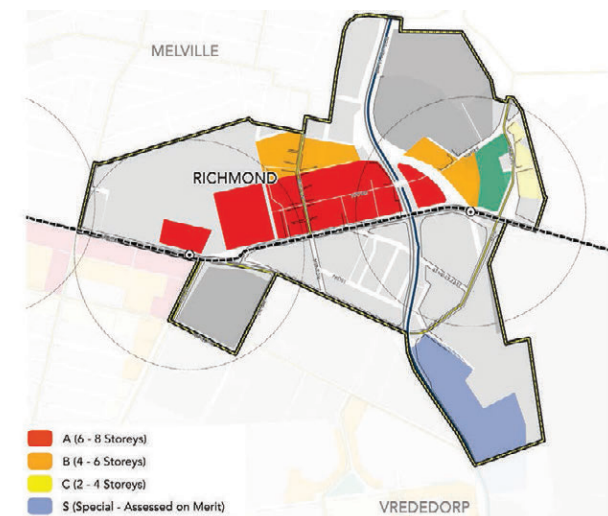 MELVILLE
RICHMOND
A (6 - 8 Storeys)
B (4 - 6 Storeys)
C (2 - 4 Storeys)
S (Special - Assessed on Merit)
VREDEDORP